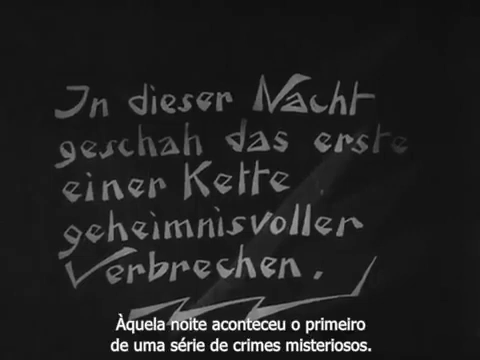 In dieser Nacht
geschah das erste
einer Kette
geheimnisvoller
Verbrechen.
Àquela noite aconteceu o primeiro
de uma série de crimes misteriosos.